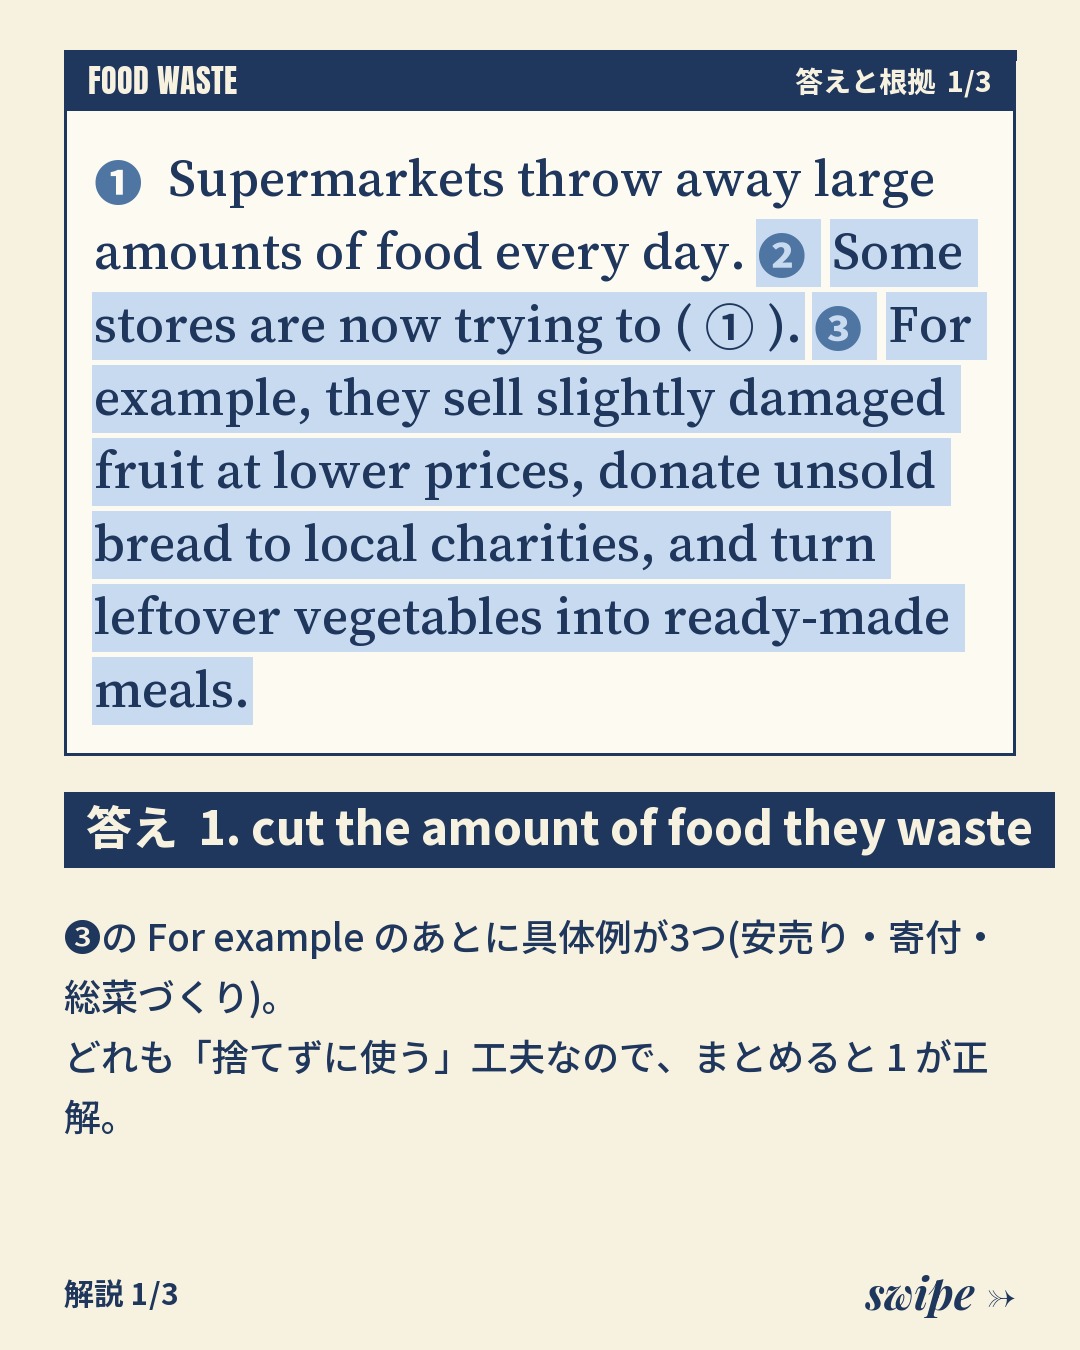 FOOD WASTE
答えと根拠 1/3
❶ Supermarkets throw away large
amounts of food every day. ❷ Some
stores are now trying to ( ① ). ❸ For
example, they sell slightly damaged
fruit at lower prices, donate unsold
bread to local charities, and turn
leftover vegetables into ready-made
meals.
答え 1. cut the amount of food they waste
❸の For example のあとに具体例が3つ(安売り・寄付・
総菜づくり)。
どれも「捨てずに使う」工夫なので、まとめると 1 が正
解。
解説 1/3
swipe